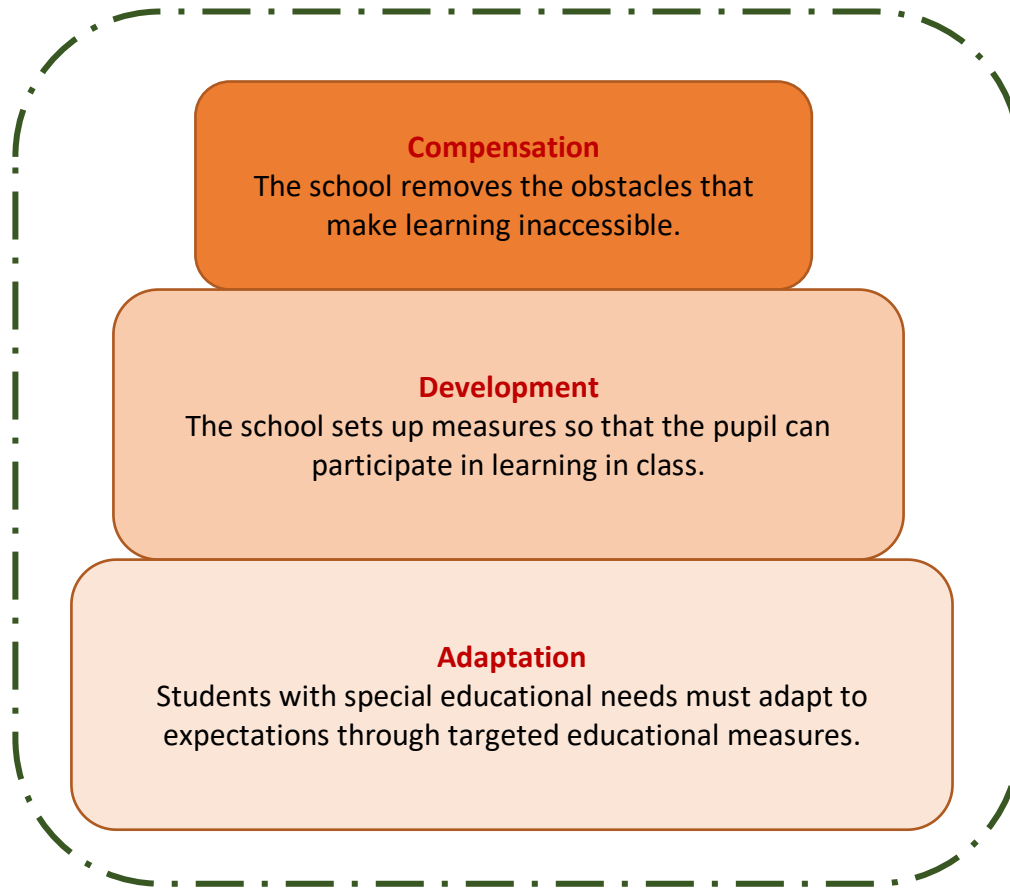 Compensation
The school removes the obstacles that
make learning inaccessible.
Development
The school sets up measures so that the pupil can
participate in learning in class.
Adaptation
Students with special educational needs must adapt to
expectations through targeted educational measures.